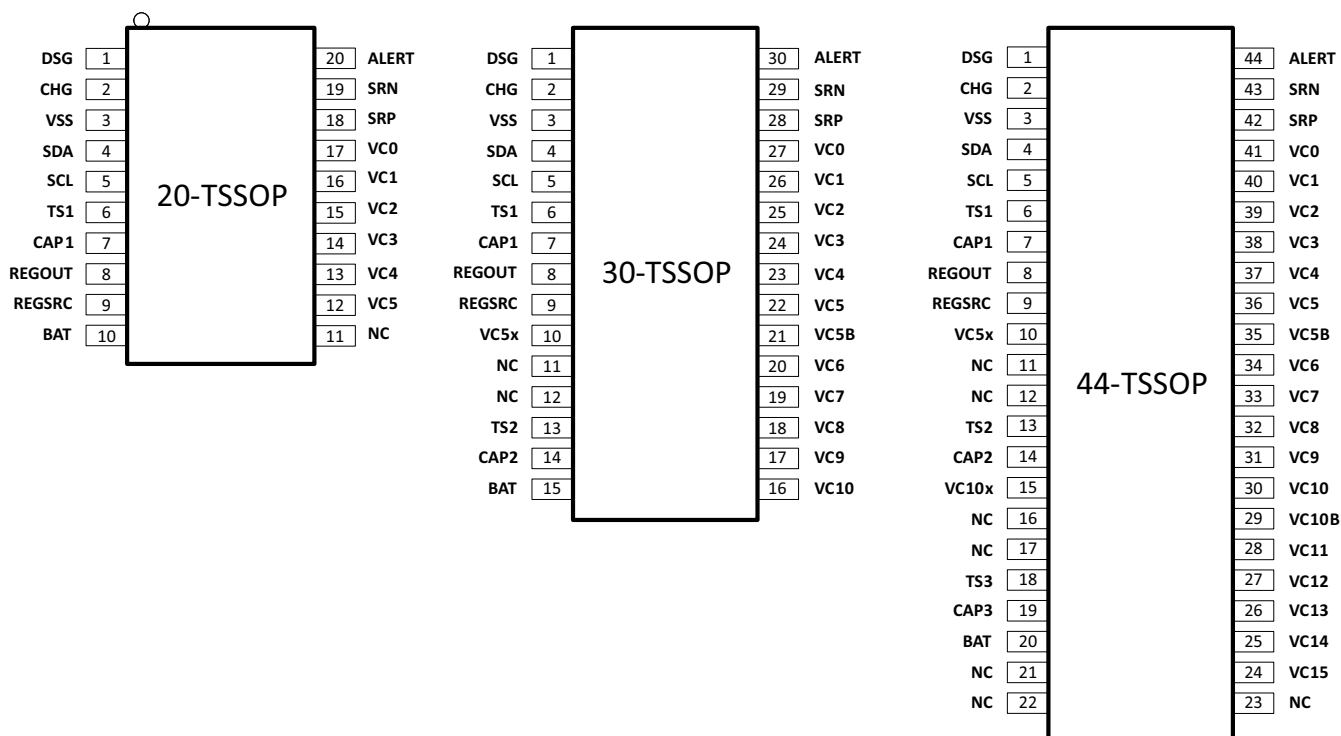 DSG 1 20 ALERT
CHG 2 19 SRN
VSS 3 18 SRP
SDA 4 17 VC0
SCL 5 16 VC1
TS1 6 15 VC2
CAP1 7 14 VC3
REGOUT 8 13 VC4
REGSRC 9 12 VC5
BAT 10 11 NC
20-TSSOP
DSG 1 30 ALERT
CHG 2 29 SRN
VSS 3 28 SRP
SDA 4 27 VC0
SCL 5 26 VC1
TS1 6 25 VC2
CAP1 7 24 VC3
REGOUT 8 23 VC4
REGSRC 9 22 VC5
VC5x 10 21 VC5B
NC 11 20 VC6
NC 12 19 VC7
TS2 13 18 VC8
CAP2 14 17 VC9
BAT 15 16 VC10
30-TSSOP
DSG 1 44 ALERT
CHG 2 43 SRN
VSS 3 42 SRP
SDA 4 41 VC0
SCL 5 40 VC1
TS1 6 39 VC2
CAP1 7 38 VC3
REGOUT 8 37 VC4
REGSRC 9 36 VC5
VC5x 10 35 VC5B
NC 11 34 VC6
NC 12 33 VC7
TS2 13 32 VC8
CAP2 14 31 VC9
VC10x 15 30 VC10
NC 16 29 VC10B
NC 17 28 VC11
TS3 18 27 VC12
CAP3 19 26 VC13
BAT 20 25 VC14
NC 21 24 VC15
NC 22 23 NC
44-TSSOP